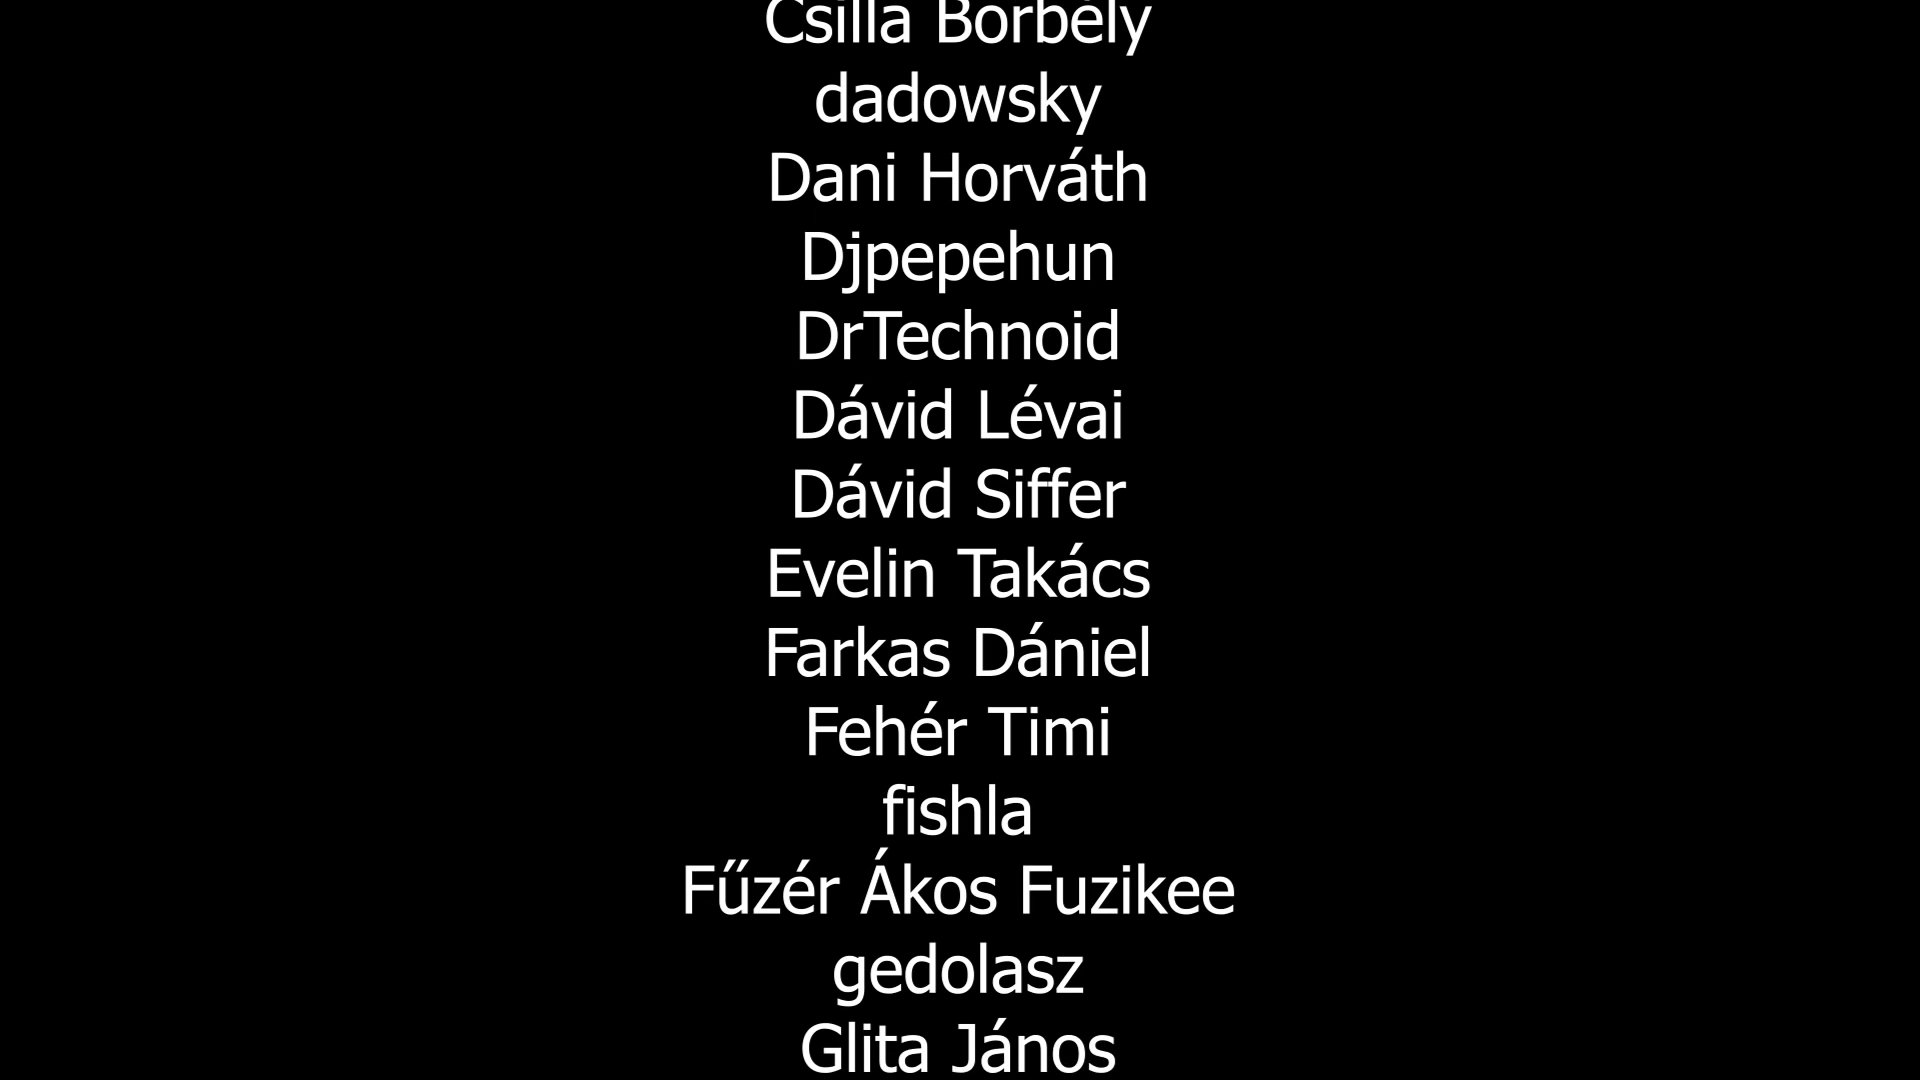 Csilla Borbély
dadowsky
Dani Horváth
Djpepehun
DrTechnoid
Dávid Lévai
Dávid Siffer
Evelin Takács
Farkas Dániel
Fehér Timi
fishla
Fűzér Ákos Fuzikee
gedolasz
Glita János